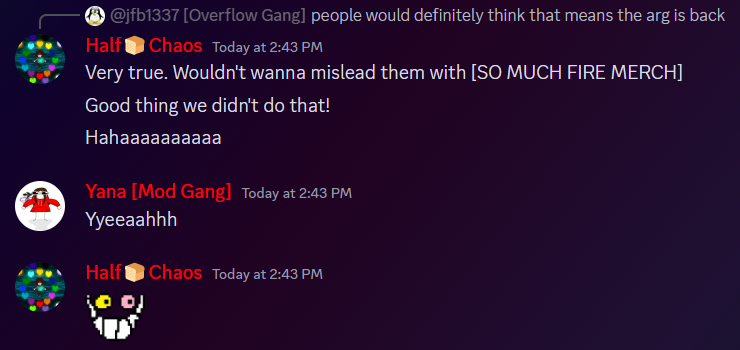 @jfb1337 [Overflow Gang] people would definitely think that means the arg is back
Half🍞Chaos Today at 2:43 PM
Very true. Wouldn't wanna mislead them with [SO MUCH FIRE MERCH]
Good thing we didn't do that!
Hahaaaaaaaaaa
Yana [Mod Gang] Today at 2:43 PM
Yyeeaahhh
Half🍞Chaos Today at 2:43 PM